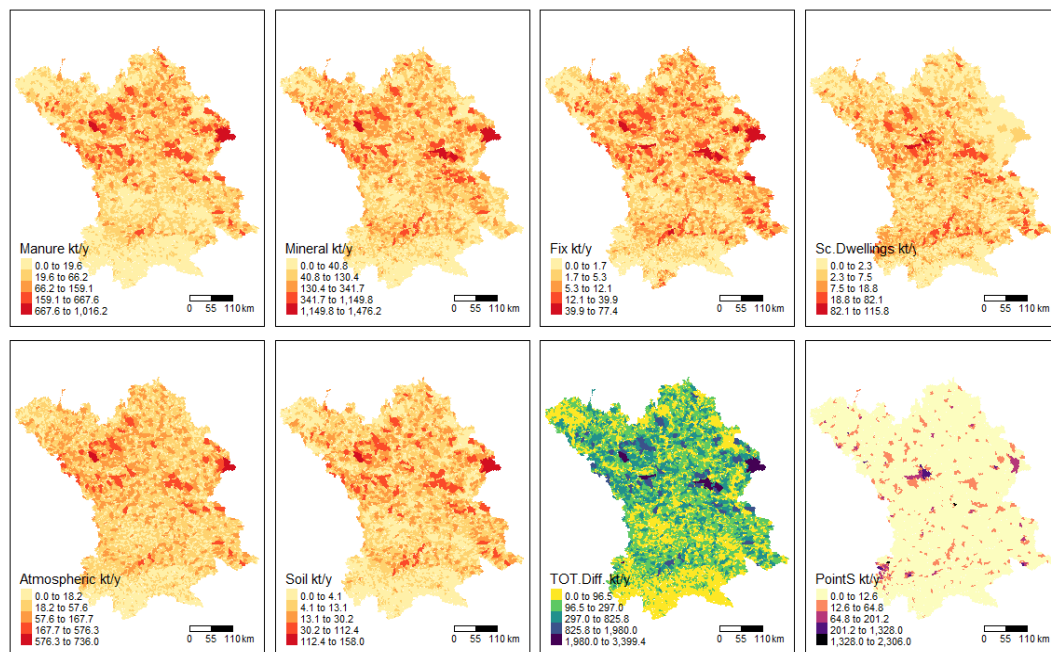 Manure kt/y
0.0 to 19.6
19.6 to 66.2
66.2 to 159.1
159.1 to 667.6
667.6 to 1,016.2
0 55 110 km
Mineral kt/y
0.0 to 40.8
40.8 to 130.4
130.4 to 341.7
341.7 to 1,149.8
1,149.8 to 1,476.2
0 55 110 km
Fix kt/y
0.0 to 1.7
1.7 to 5.3
5.3 to 12.1
12.1 to 39.9
39.9 to 77.4
0 55 110 km
Sc.Dwellings kt/y
0.0 to 2.3
2.3 to 7.5
7.5 to 18.8
18.8 to 82.1
82.1 to 115.8
0 55 110 km
Atmospheric kt/y
0.0 to 18.2
18.2 to 57.6
57.6 to 167.7
167.7 to 576.3
576.3 to 736.0
0 55 110 km
Soil kt/y
0.0 to 4.1
4.1 to 13.1
13.1 to 30.2
30.2 to 112.4
112.4 to 158.0
0 55 110 km
TOT.Diff. kt/y
0.0 to 96.5
96.5 to 297.0
297.0 to 825.8
825.8 to 1,980.0
1,980.0 to 3,399.4
0 55 110 km
PointS kt/y
0.0 to 12.6
12.6 to 64.8
64.8 to 201.2
201.2 to 1,328.0
1,328.0 to 2,306.0
0 55 110 km